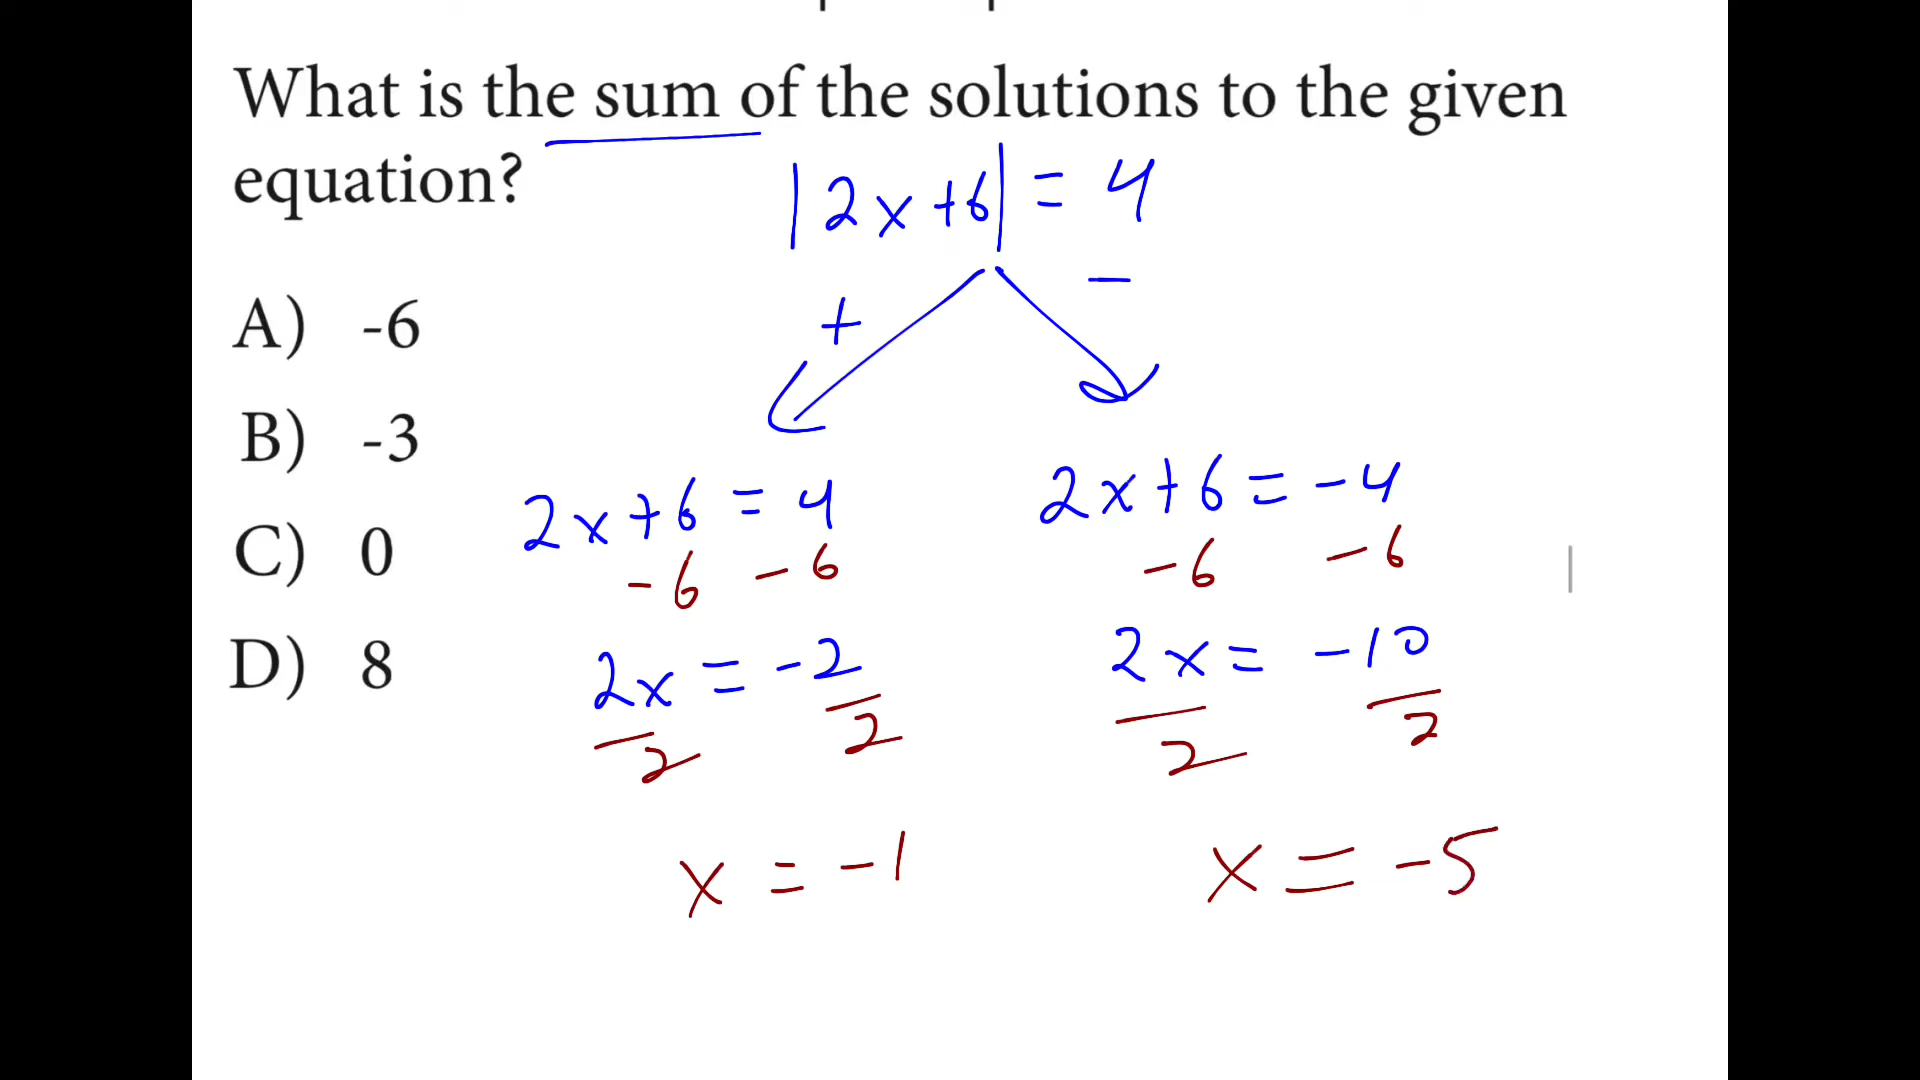 What is the sum of the solutions to the given
equation?
|2x+6| = 4
+ −
A) -6
B) -3
C) 0
D) 8
2x+6 = 4
-6 -6
2x = -2
2 2
x = -1
2x+6 = -4
-6 -6
2x = -10
2 2
x = -5